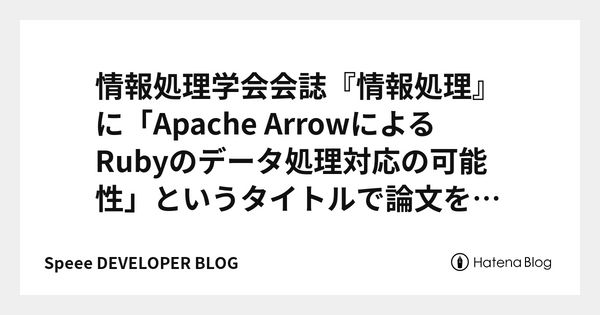 情報処理学会会誌『情報処理』
に「Apache Arrowによる
Rubyのデータ処理対応の可能
性」というタイトルで論文を…
Speee DEVELOPER BLOG
Hatena Blog